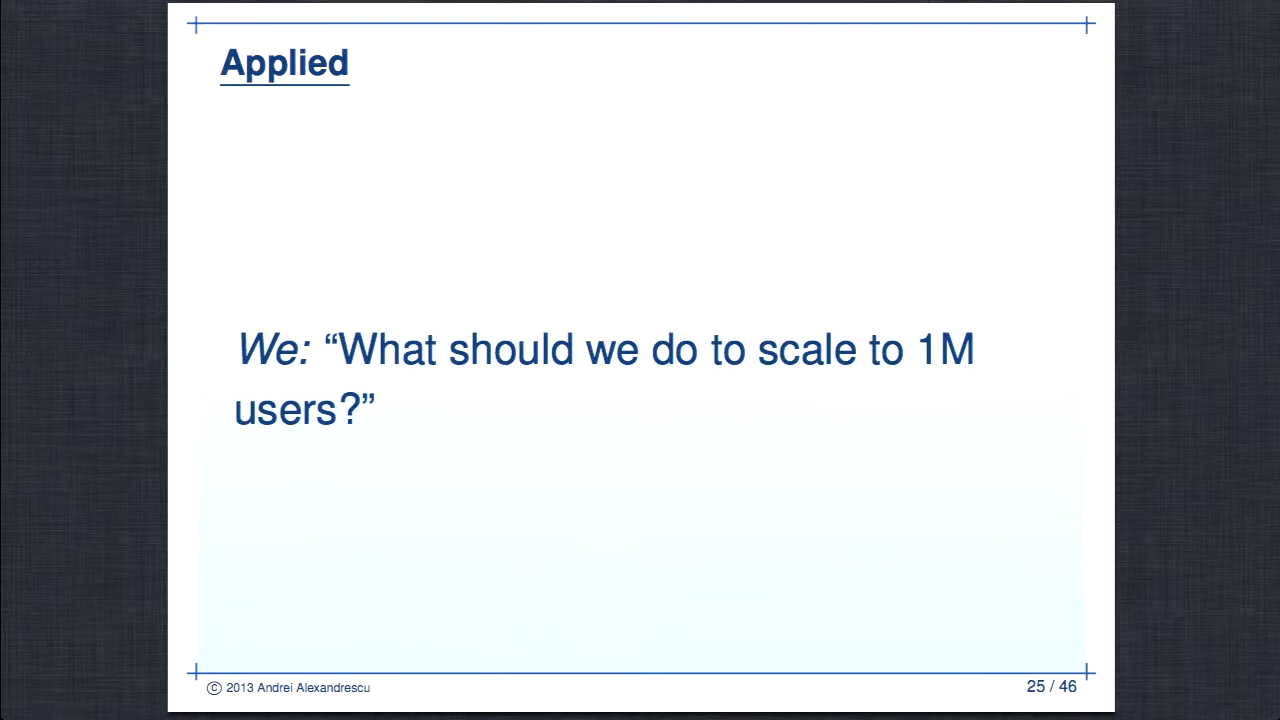 Applied
We: “What should we do to scale to 1M
users?”
© 2013 Andrei Alexandrescu
25 / 46